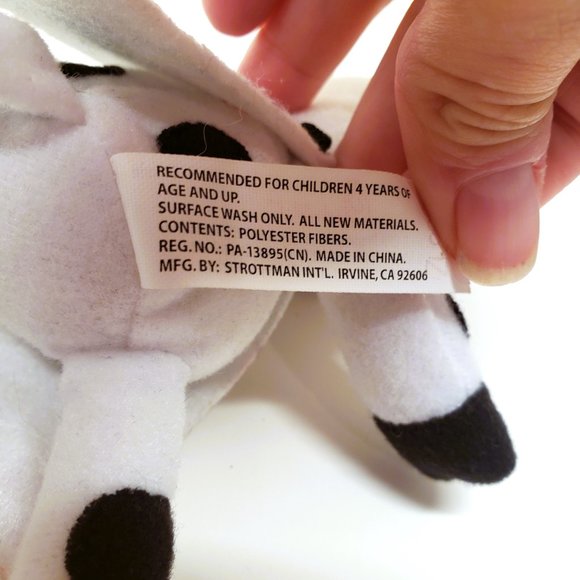 RECOMMENDED FOR CHILDREN 4 YEARS OF
AGE AND UP.
SURFACE WASH ONLY. ALL NEW MATERIALS.
CONTENTS: POLYESTER FIBERS.
REG. NO.: PA-13895(CN). MADE IN CHINA.
MFG. BY: STROTTMAN INT'L. IRVINE, CA 92606